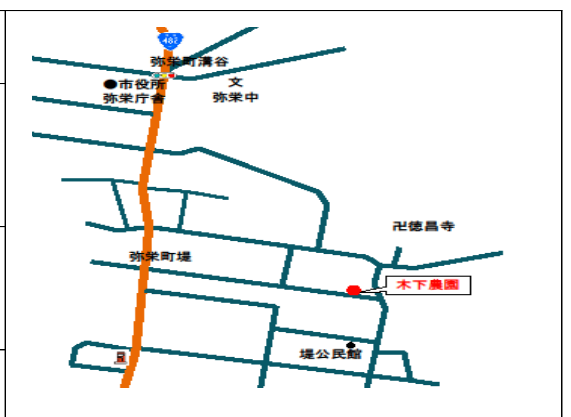 482
弥栄町溝谷
●市役所
弥栄庁舎
文
弥栄中
卍徳昌寺
弥栄町堤
木下農園
堤公民館